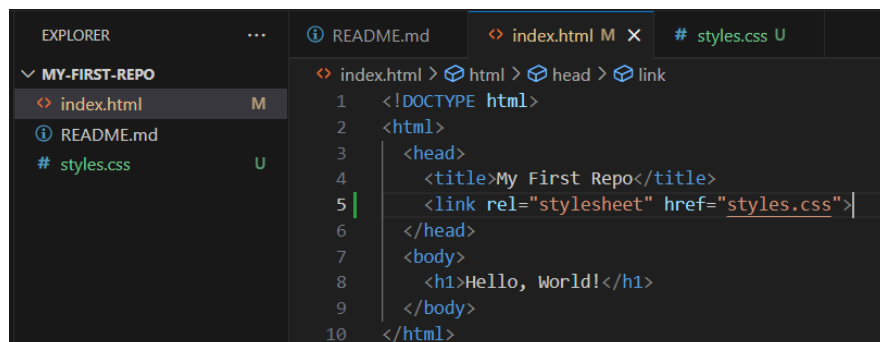 EXPLORER ···
MY-FIRST-REPO
<> index.html M
README.md
# styles.css U
README.md <> index.html M × # styles.css U
<> index.html > html > head > link
1 <!DOCTYPE html>
2 <html>
3 <head>
4 <title>My First Repo</title>
5 <link rel="stylesheet" href="styles.css">
6 </head>
7 <body>
8 <h1>Hello, World!</h1>
9 </body>
10 </html>